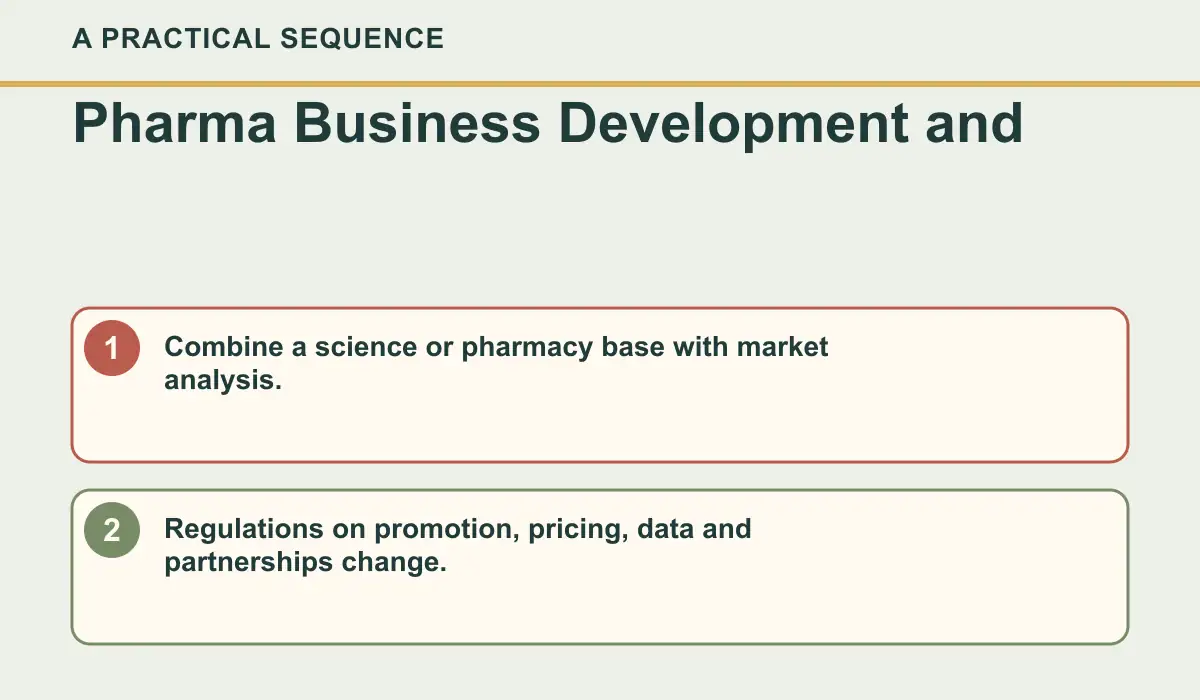 A PRACTICAL SEQUENCE
Pharma Business Development and
1
Combine a science or pharmacy base with market
analysis.
2
Regulations on promotion, pricing, data and
partnerships change.